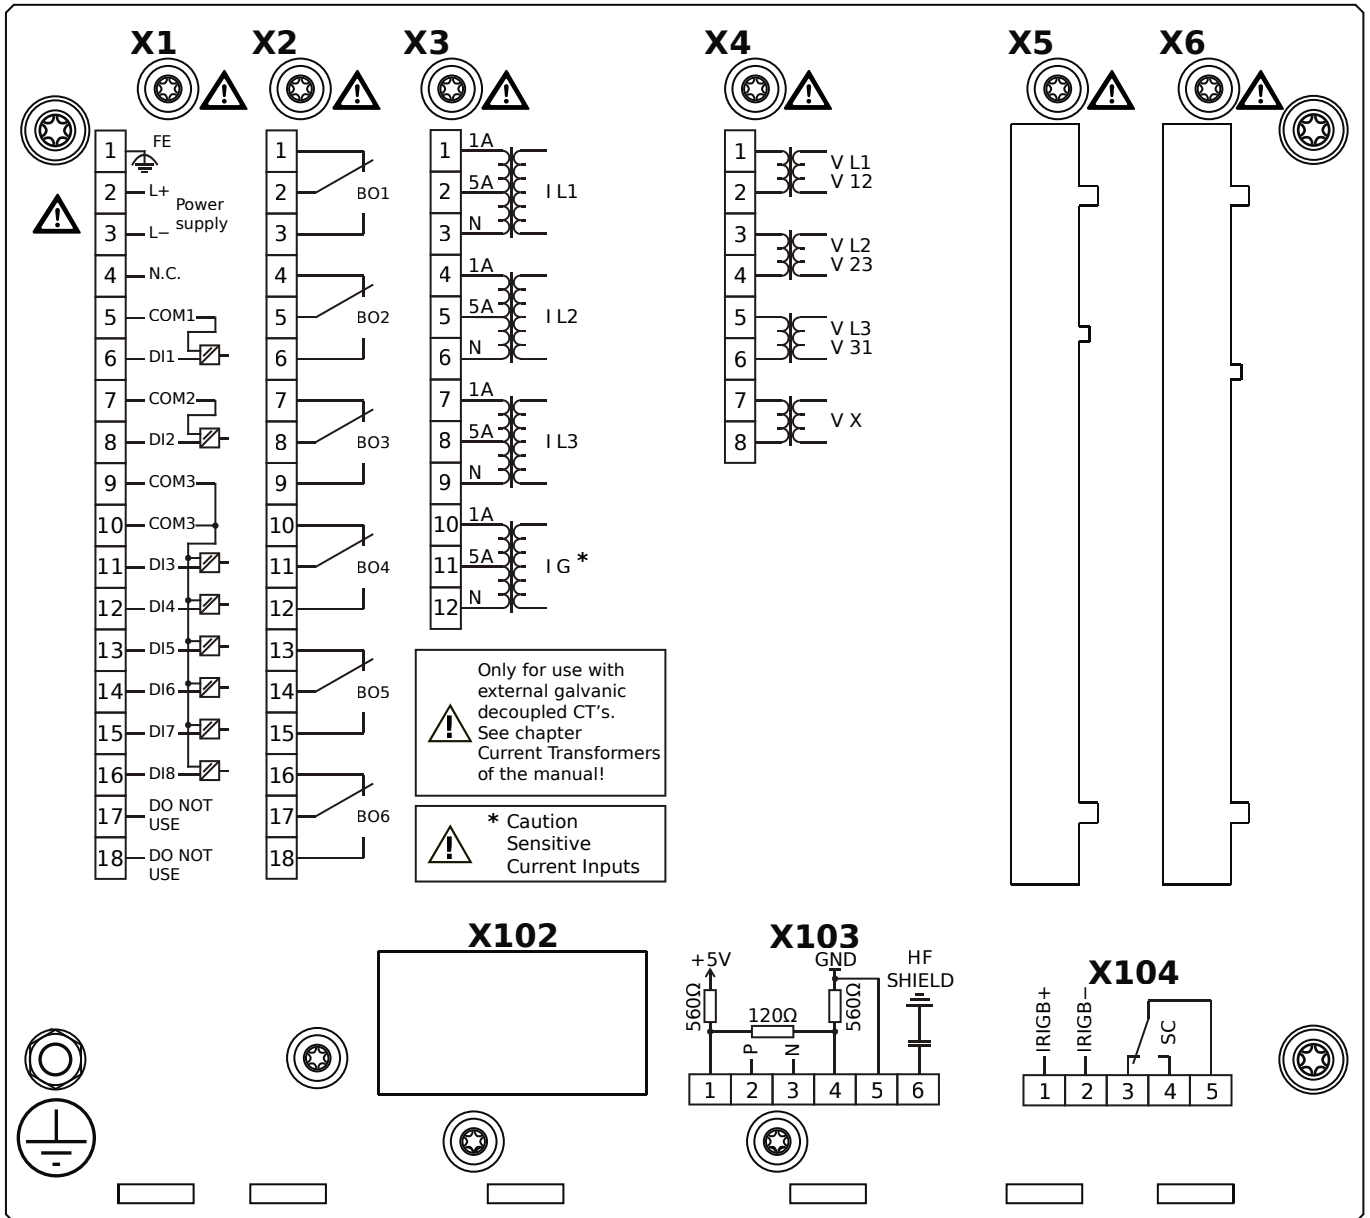 X1
X2
X3
X4
X5
X6
1
FE
2
L+
Power
supply
3
L−
4
N.C.
5
COM1
6
DI1
7
COM2
8
DI2
9
COM3
10
COM3
11
DI3
12
DI4
13
DI5
14
DI6
15
DI7
16
DI8
17
DO NOT
USE
18
DO NOT
USE
1
2
BO1
3
4
5
BO2
6
7
8
BO3
9
10
11
BO4
12
13
14
BO5
15
16
17
BO6
18
1
1A
2
5A
I L1
3
N
4
1A
5
5A
I L2
6
N
7
1A
8
5A
I L3
9
N
10
1A
11
5A
I G *
12
N
1
V L1
2
V 12
3
V L2
4
V 23
5
V L3
6
V 31
7
V X
8
Only for use with
external galvanic
decoupled CT's.
See chapter
Current Transformers
of the manual!
* Caution
Sensitive
Current Inputs
X102
X103
+5V
GND
HF
SHIELD
560Ω
120Ω
560Ω
P
N
1
2
3
4
5
6
X104
IRIGB+
IRIGB−
SC
1
2
3
4
5